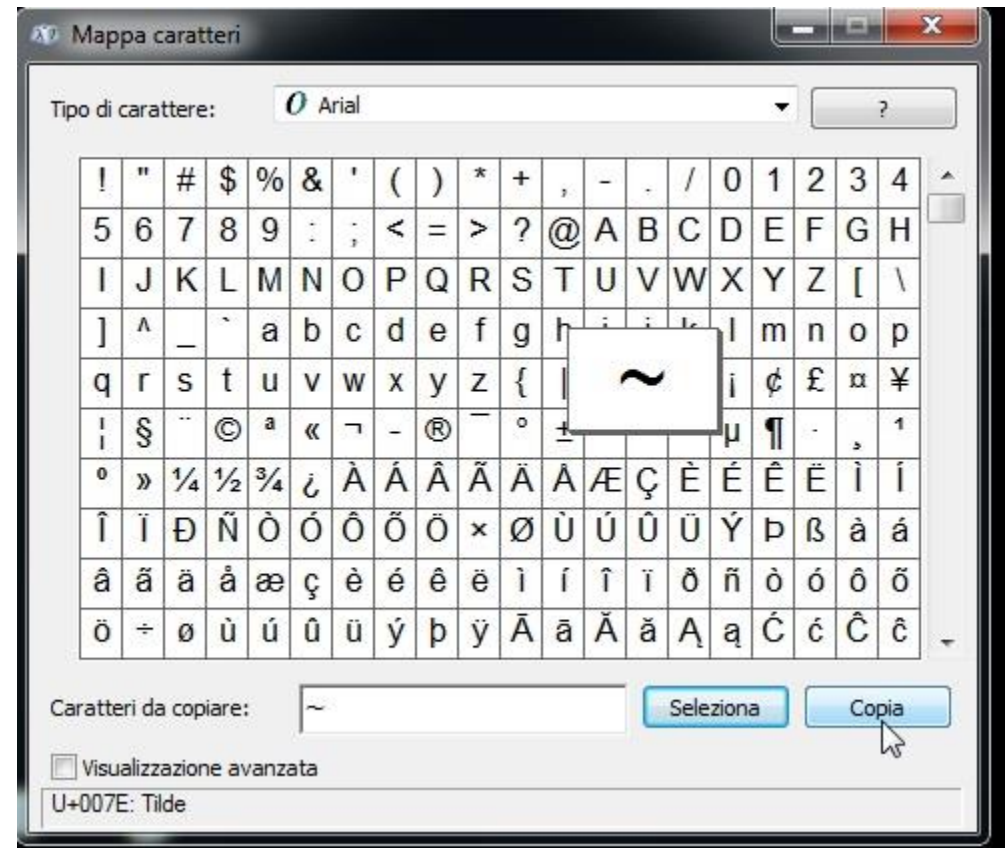 Mappa caratteri
Tipo di carattere: O Arial ?
! " # $ % & ' ( ) * + , - . / 0 1 2 3 4
5 6 7 8 9 : ; < = > ? @ A B C D E F G H
I J K L M N O P Q R S T U V W X Y Z [ \
] ^ _ ` a b c d e f g h i j k l m n o p
q r s t u v w x y z { | ~ ¡ ¢ £ ¤ ¥
¦ § ¨ © ª « ¬ - ® ¯ ° ± µ ¶ · ¸ ¹
º » ¼ ½ ¾ ¿ À Á Â Ã Ä Å Æ Ç È É Ê Ë Ì Í
Î Ï Ð Ñ Ò Ó Ô Õ Ö × Ø Ù Ú Û Ü Ý Þ ß à á
â ã ä å æ ç è é ê ë ì í î ï ð ñ ò ó ô õ
ö ÷ ø ù ú û ü ý þ ÿ Ā ā Ă ă Ą ą Ć ć Ĉ ĉ
Caratteri da copiare: ~ Seleziona Copia
Visualizzazione avanzata
U+007E: Tilde